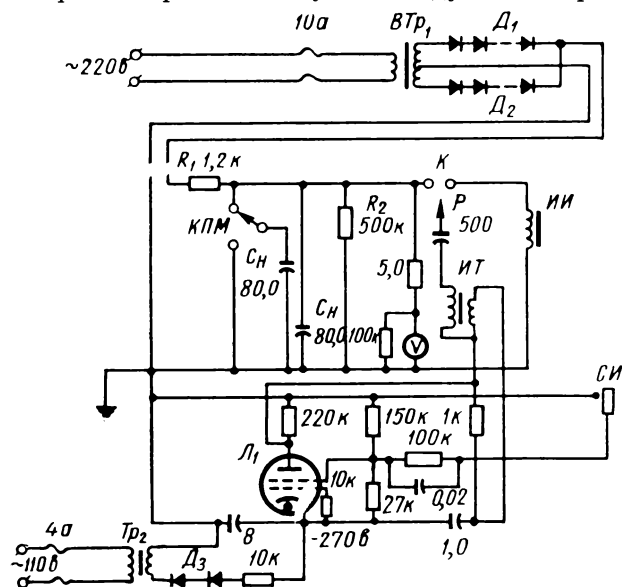 10а
ВТр₁
Д₁
~220в
Д₂
R₁ 1,2к
К
КПМ
R₂
500к
Р
500
ИИ
Сн
80,0
5,0
ИТ
Сн
80,0
100к
V
СИ
220к
150к
1к
100к
Л₁
10к
27к
0,02
-270в
8
1,0
4а
Тр₂
~110в
Д₃
10к